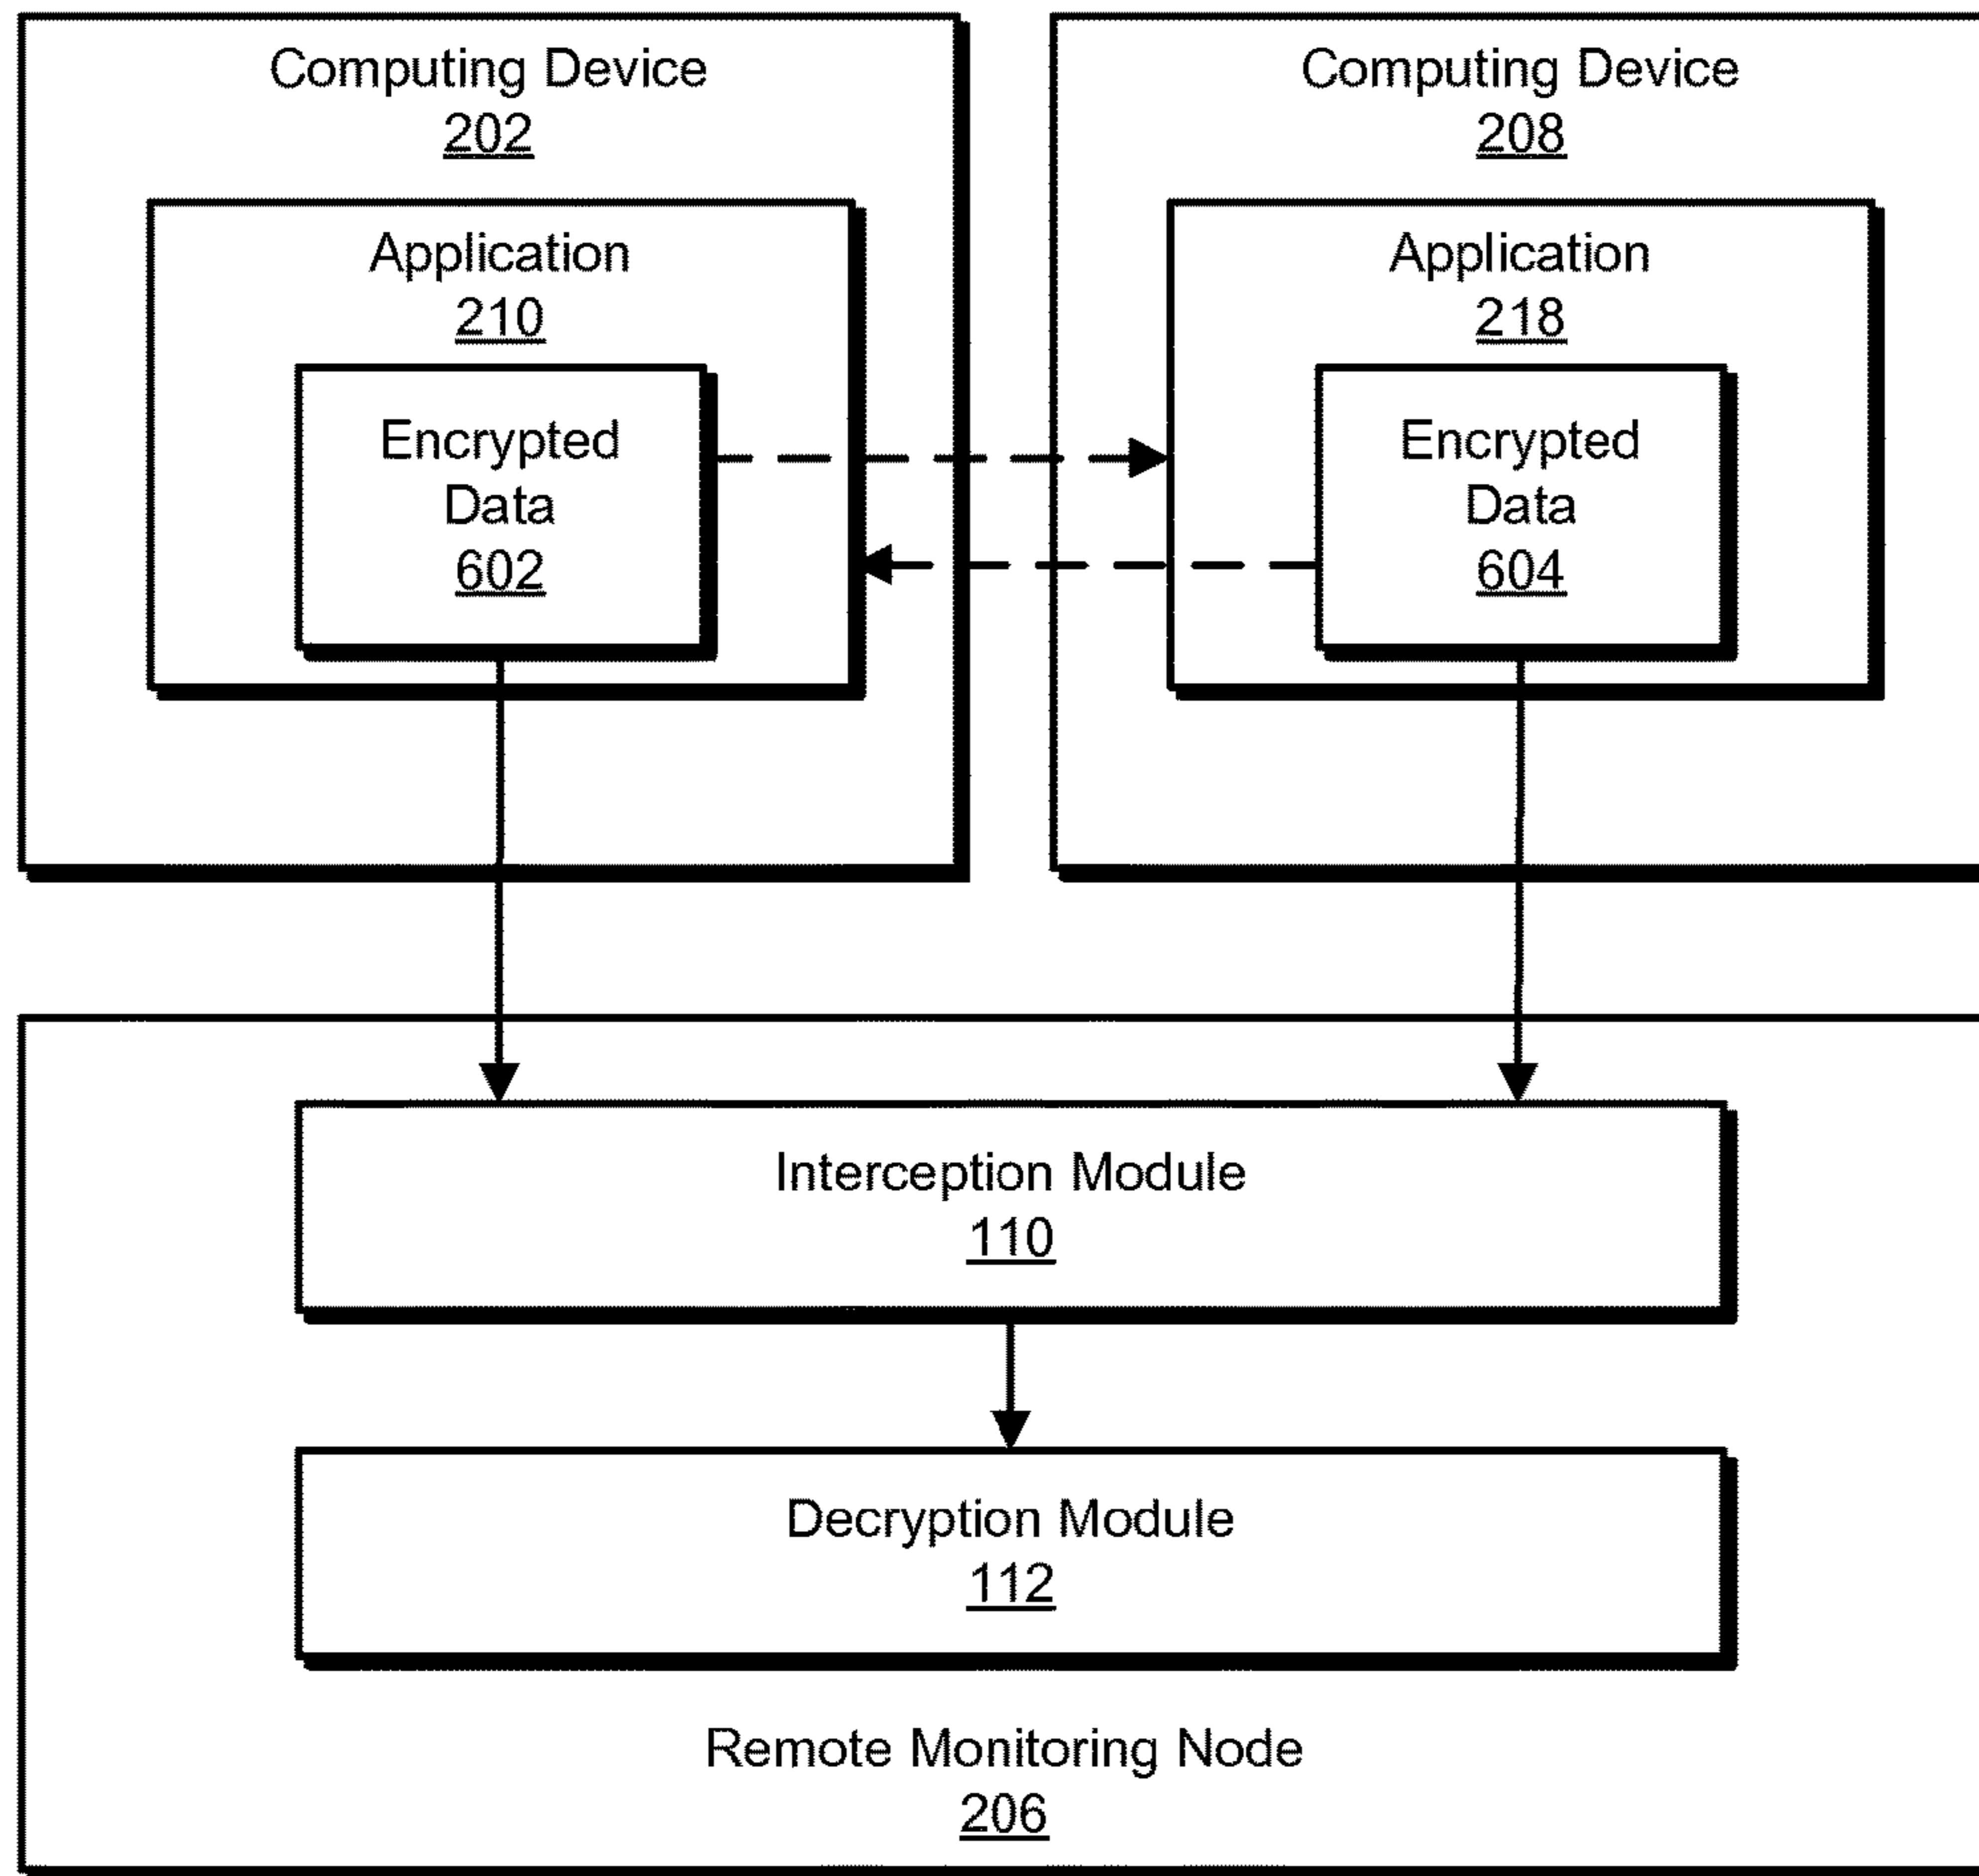 Computing Device
202
Application
210
Encrypted
Data
602
Computing Device
208
Application
218
Encrypted
Data
604
Interception Module
110
Decryption Module
112
Remote Monitoring Node
206